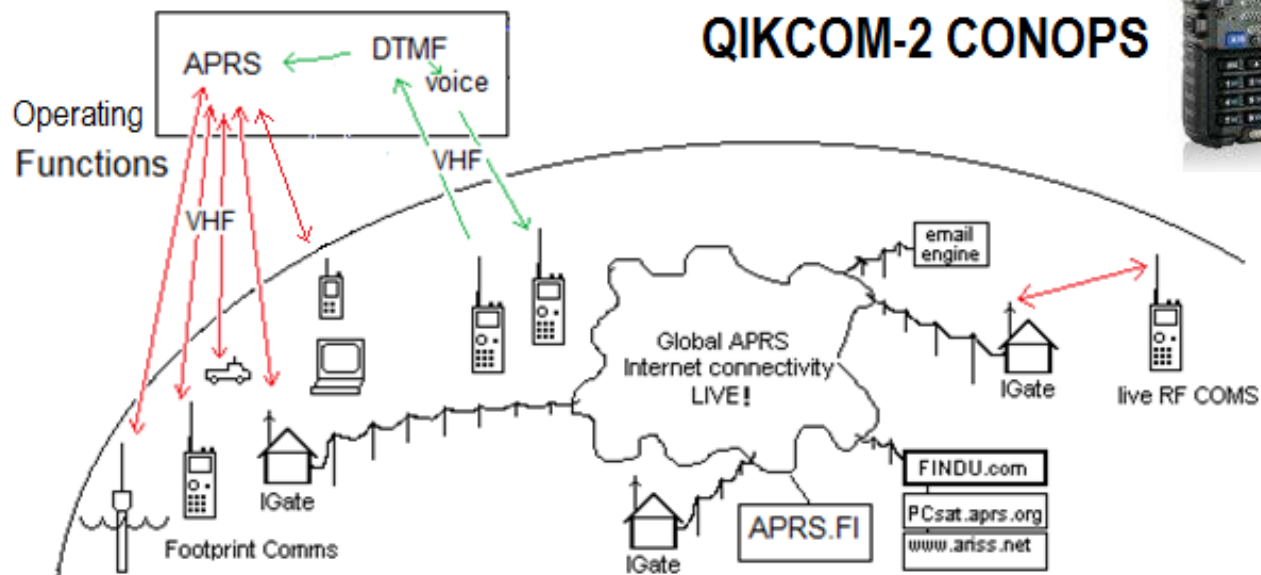 QIKCOM-2 CONOPS
APRS
DTMF
voice
Operating
Functions
VHF
VHF
email
engine
Global APRS
Internet connectivity
LIVE!
IGate
live RF COMS
IGate
Footprint Comms
IGate
APRS.FI
FINDU.com
PCsat.aprs.org
www.ariss.net